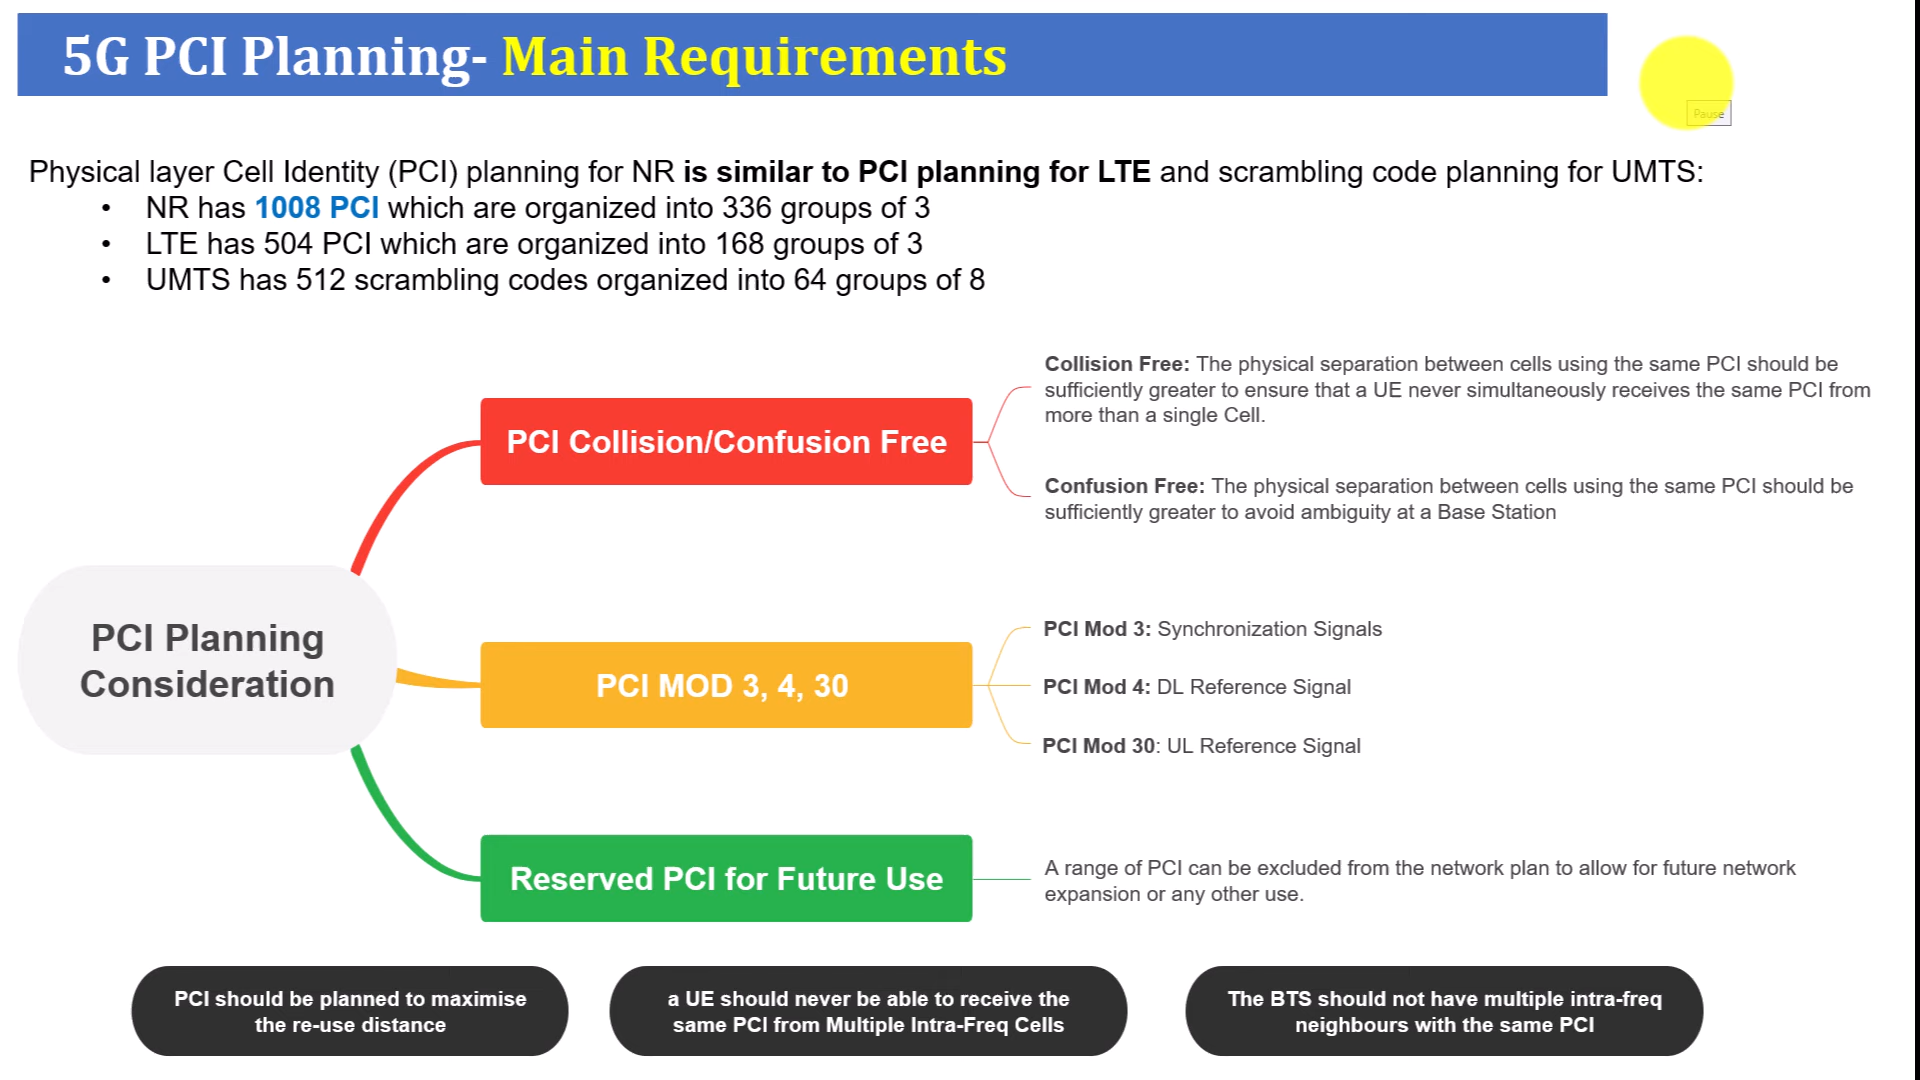 5G PCI Planning- Main Requirements
Pause
Physical layer Cell Identity (PCI) planning for NR is similar to PCI planning for LTE and scrambling code planning for UMTS:
• NR has 1008 PCI which are organized into 336 groups of 3
• LTE has 504 PCI which are organized into 168 groups of 3
• UMTS has 512 scrambling codes organized into 64 groups of 8
PCI Planning
Consideration
PCI Collision/Confusion Free
Collision Free: The physical separation between cells using the same PCI should be
sufficiently greater to ensure that a UE never simultaneously receives the same PCI from
more than a single Cell.
Confusion Free: The physical separation between cells using the same PCI should be
sufficiently greater to avoid ambiguity at a Base Station
PCI MOD 3, 4, 30
PCI Mod 3: Synchronization Signals
PCI Mod 4: DL Reference Signal
PCI Mod 30: UL Reference Signal
Reserved PCI for Future Use
A range of PCI can be excluded from the network plan to allow for future network
expansion or any other use.
PCI should be planned to maximise
the re-use distance
a UE should never be able to receive the
same PCI from Multiple Intra-Freq Cells
The BTS should not have multiple intra-freq
neighbours with the same PCI